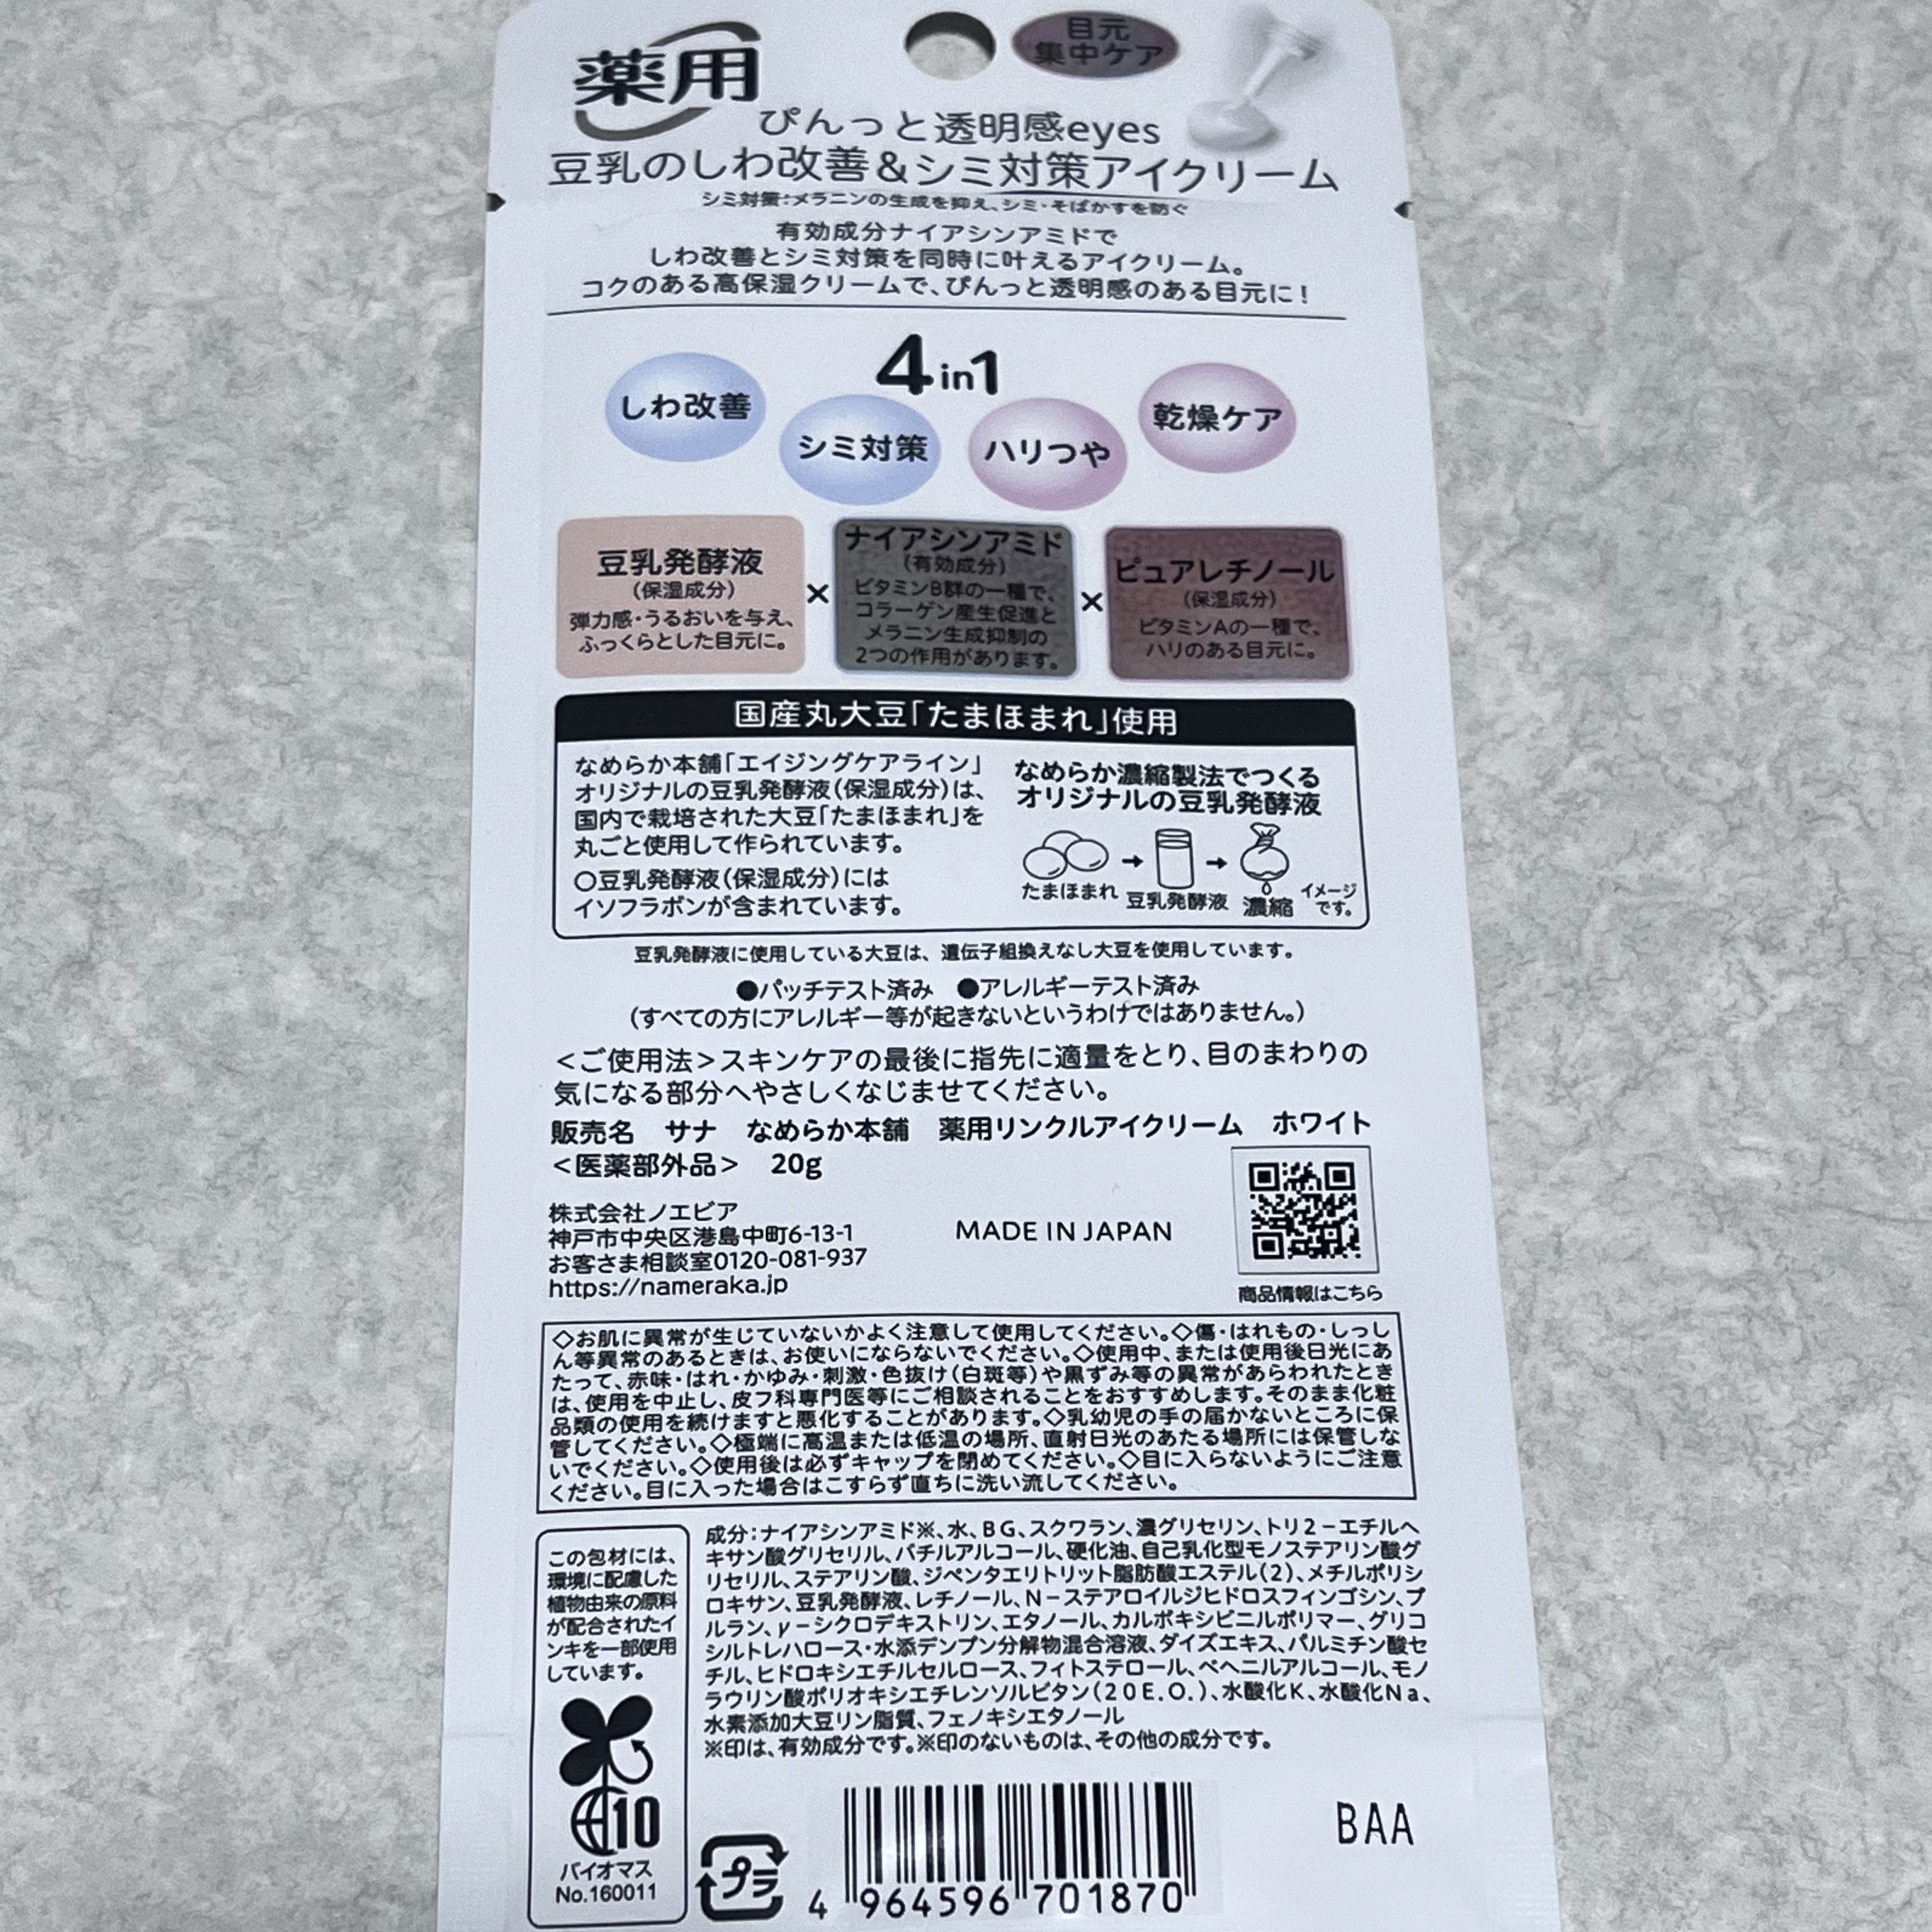 薬用
目元
集中ケア
ぴんっと透明感eyes
豆乳のしわ改善&シミ対策アイクリーム
シミ対策:メラニンの生成を抑え、シミ・そばかすを防ぐ
有効成分ナイアシンアミドで
しわ改善とシミ対策を同時に叶えるアイクリーム。
コクのある高保湿クリームで、ぴんっと透明感のある目元に!
4in1
しわ改善
シミ対策
ハリつや
乾燥ケア
豆乳発酵液
(保湿成分)
弾力感・うるおいを与え、
ふっくらとした目元に。
×
ナイアシンアミド
(有効成分)
ビタミンB群の一種で、
コラーゲン産生促進と
メラニン生成抑制の
2つの作用があります。
×
ピュアレチノール
(保湿成分)
ビタミンAの一種で、
ハリのある目元に。
国産丸大豆「たまほまれ」使用
なめらか本舗「エイジングケアライン」
オリジナルの豆乳発酵液(保湿成分)は、
国内で栽培された大豆「たまほまれ」を
丸ごと使用して作られています。
○豆乳発酵液(保湿成分)には
イソフラボンが含まれています。
なめらか濃縮製法でつくる
オリジナルの豆乳発酵液
たまほまれ
豆乳発酵液
濃縮
イメージ
です。
豆乳発酵液に使用している大豆は、遺伝子組換えなし大豆を使用しています。
●パッチテスト済み ●アレルギーテスト済み
(すべての方にアレルギー等が起きないというわけではありません。)
<ご使用法>スキンケアの最後に指先に適量をとり、目のまわりの
気になる部分へやさしくなじませてください。
販売名 サナ なめらか本舗 薬用リンクルアイクリーム ホワイト
<医薬部外品> 20g
株式会社ノエビア
神戸市中央区港島中町6-13-1
お客さま相談室0120-081-937
https://nameraka.jp
MADE IN JAPAN
商品情報はこちら
◇お肌に異常が生じていないかよく注意して使用してください。◇傷・はれもの・しっし
ん等異常のあるときは、お使いにならないでください。◇使用中、または使用後日光にあ
たって、赤味・はれ・かゆみ・刺激・色抜け(白斑等)や黒ずみ等の異常があらわれたとき
は、使用を中止し、皮フ科専門医等にご相談されることをおすすめします。そのまま化粧
品類の使用を続けますと悪化することがあります。◇乳幼児の手の届かないところに保
管してください。◇極端に高温または低温の場所、直射日光のあたる場所には保管しな
いでください。◇使用後は必ずキャップを閉めてください。◇目に入らないようにご注意
ください。目に入った場合はこすらず直ちに洗い流してください。
この包材には、
環境に配慮した
植物由来の原料
が配合されたイ
ンキを一部使用
しています。
10
バイオマス
No.160011
成分:ナイアシンアミド※、水、BG、スクワラン、濃グリセリン、トリ2-エチルヘ
キサン酸グリセリル、バチルアルコール、硬化油、自己乳化型モノステアリン酸グ
リセリル、ステアリン酸、ジペンタエリトリット脂肪酸エステル(2)、メチルポリシ
ロキサン、豆乳発酵液、レチノール、N-ステアロイルジヒドロスフィンゴシン、プ
ルラン、γ-シクロデキストリン、エタノール、カルボキシビニルポリマー、グリコ
シルトレハロース・水添デンプン分解物混合溶液、ダイズエキス、パルミチン酸セ
チル、ヒドロキシエチルセルロース、フィトステロール、ベヘニルアルコール、モノ
ラウリン酸ポリオキシエチレンソルビタン(20E.O.)、水酸化K、水酸化Na、
水素添加大豆リン脂質、フェノキシエタノール
※印は、有効成分です。※印のないものは、その他の成分です。
プラ
4 964596 701870
BAA